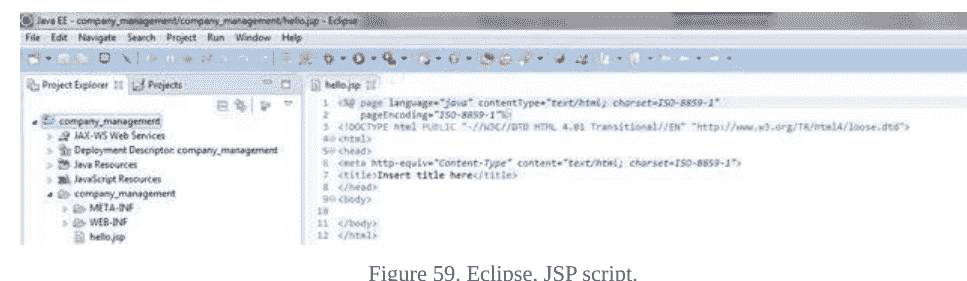 Java EE - company_management/company_management/hello.jsp - Eclipse
File Edit Navigate Search Project Run Window Help
Project Explorer Projects
company_management
JAX-WS Web Services
Deployment Descriptor: company_management
Java Resources
JavaScript Resources
company_management
META-INF
WEB-INF
hello.jsp
hello.jsp
1 <%@ page language="java" contentType="text/html; charset=ISO-8859-1"
2 pageEncoding="ISO-8859-1"%>
3 <!DOCTYPE html PUBLIC "-//W3C//DTD HTML 4.01 Transitional//EN" "http://www.w3.org/TR/html4/loose.dtd">
4 <html>
5 <head>
6 <meta http-equiv="Content-Type" content="text/html; charset=ISO-8859-1">
7 <title>Insert title here</title>
8 </head>
9 <body>
10
11 </body>
12 </html>
Figure 59. Eclipse, JSP script.